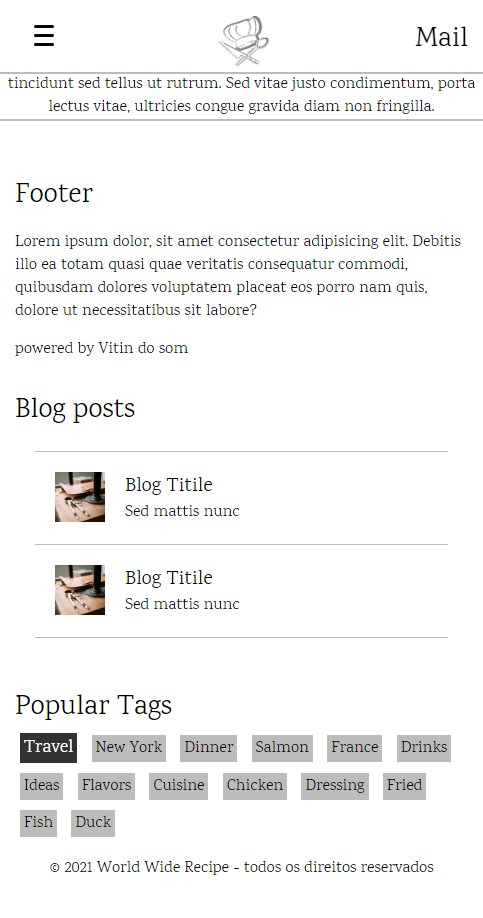 Mail
tincidunt sed tellus ut rutrum. Sed vitae justo condimentum, porta
lectus vitae, ultricies congue gravida diam non fringilla.
Footer
Lorem ipsum dolor, sit amet consectetur adipisicing elit. Debitis
illo ea totam quasi quae veritatis consequatur commodi,
quibusdam dolores voluptatem placeat eos porro nam quis,
dolore ut necessitatibus sit labore?
powered by Vitin do som
Blog posts
Blog Titile
Sed mattis nunc
Blog Titile
Sed mattis nunc
Popular Tags
Travel New York Dinner Salmon France Drinks
Ideas Flavors Cuisine Chicken Dressing Fried
Fish Duck
© 2021 World Wide Recipe - todos os direitos reservados